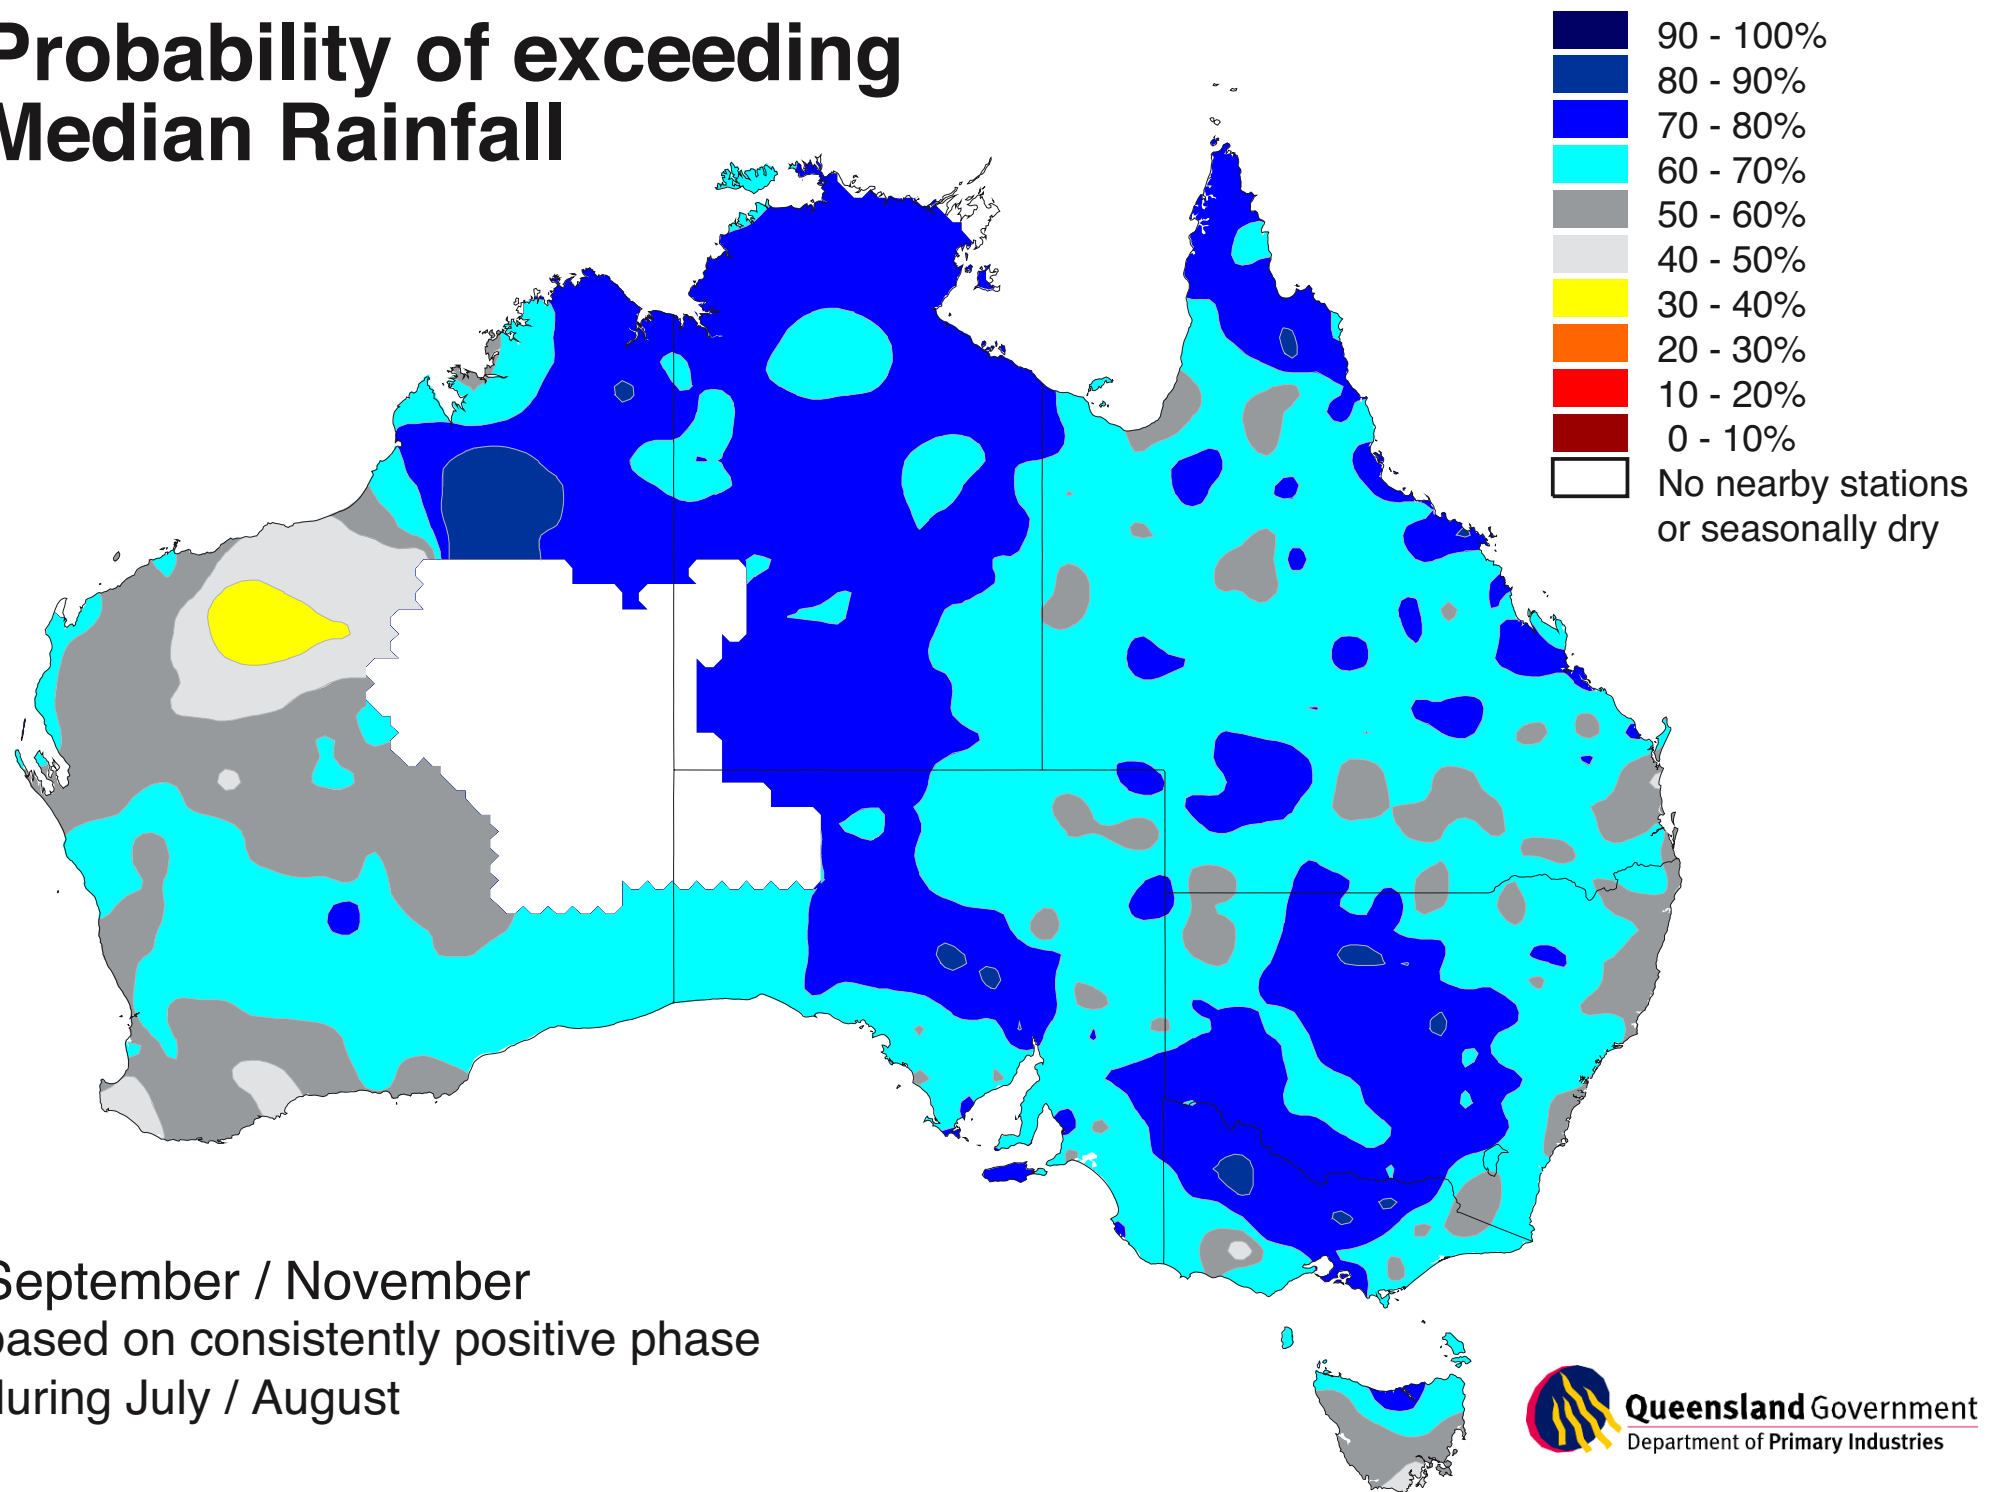 Probability of exceeding
Median Rainfall
90 - 100%
80 - 90%
70 - 80%
60 - 70%
50 - 60%
40 - 50%
30 - 40%
20 - 30%
10 - 20%
0 - 10%
No nearby stations
or seasonally dry
September / November
based on consistently positive phase
during July / August
Queensland Government
Department of Primary Industries